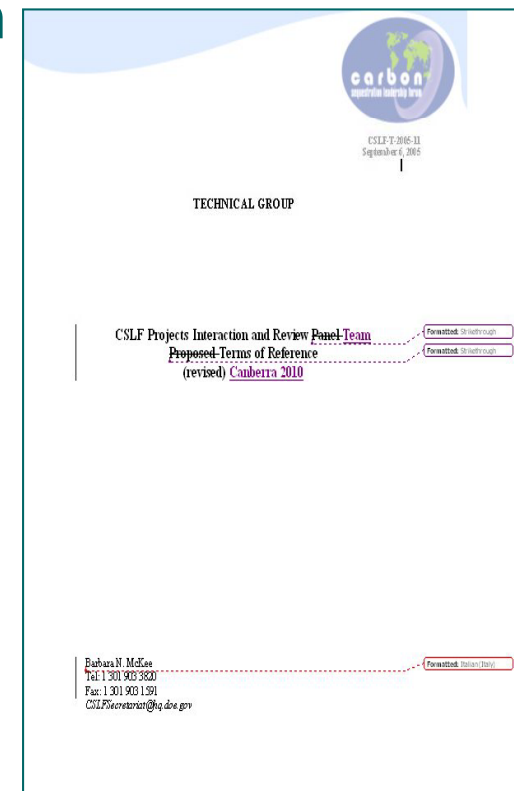 carbon
sequestration leadership forum
CSLF-T-2005-11
September 6, 2005
TECHNICAL GROUP
CSLF Projects Interaction and Review Panel Team
Proposed Terms of Reference
(revised) Canberra 2010
Formatted: Strikethrough
Formatted: Strikethrough
Barbara N. McKee
Tel: 1 301 903 3820
Fax: 1 301 903 1591
CSLFSecretariat@hq.doe.gov
Formatted: Italian (Italy)